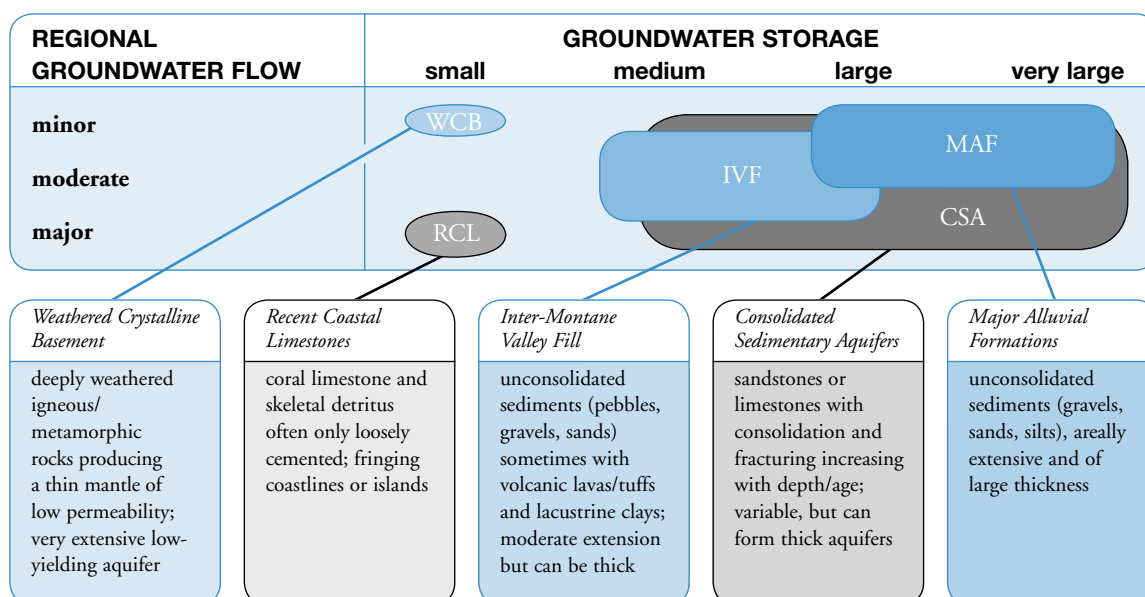 REGIONAL
GROUNDWATER FLOW
GROUNDWATER STORAGE
small medium large very large
minor
moderate
major
WCB
MAF
IVF
CSA
RCL
Weathered Crystalline
Basement
deeply weathered
igneous/
metamorphic
rocks producing
a thin mantle of
low permeability;
very extensive low-
yielding aquifer
Recent Coastal
Limestones
coral limestone and
skeletal detritus
often only loosely
cemented; fringing
coastlines or islands
Inter-Montane
Valley Fill
unconsolidated
sediments (pebbles,
gravels, sands)
sometimes with
volcanic lavas/tuffs
and lacustrine clays;
moderate extension
but can be thick
Consolidated
Sedimentary Aquifers
sandstones or
limestones with
consolidation and
fracturing increasing
with depth/age;
variable, but can
form thick aquifers
Major Alluvial
Formations
unconsolidated
sediments (gravels,
sands, silts), areally
extensive and of
large thickness